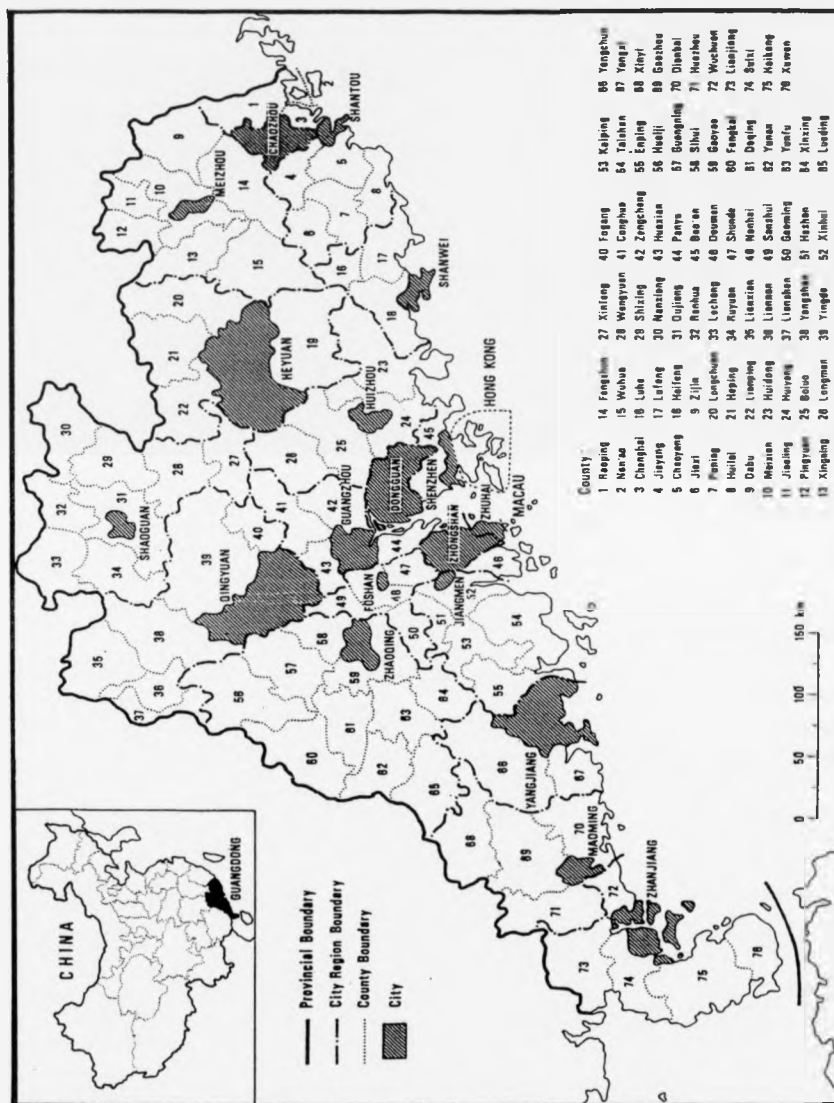 CHINA
GUANGDONG
Provincial Boundary
City Region Boundary
County Boundary
City
MEIZHOU
CHAOZHOU
SHANTOU
SHANWEI
HEYUAN
HUIZHOU
HONG KONG
SHAOGUAN
QINGYUAN
GUANGZHOU
DONGGUAN
SHENZHEN
FOSHAN
ZHONGSHAN
ZHUHAI
MACAU
JIANGMEN
ZHAOQING
YANGJIANG
MAOMING
ZHANJIANG
0 50 100 150 km
County:
1 Raoping 14 Fengshun 27 Xinfeng 40 Fogang 53 Kaiping 66 Yangchun
2 Nan'ao 15 Wuhua 28 Wengyuan 41 Conghua 54 Taishan 67 Yangxi
3 Chenghai 16 Luhe 29 Shixing 42 Zengcheng 55 Enping 68 Xinyi
4 Jieyang 17 Lufeng 30 Nanxiong 43 Huaxian 56 Huaiji 69 Gaozhou
5 Chaoyang 18 Haifeng 31 Qujiang 44 Panyu 57 Guangning 70 Dianbai
6 Jiexi 9 Zijin 32 Renhua 45 Bao'an 58 Sihui 71 Huazhou
7 Puning 20 Longchuan 33 Lechang 46 Doumen 59 Gaoyao 72 Wuchuan
8 Huilai 21 Heping 34 Ruyuan 47 Shunde 60 Fengkai 73 Lianjiang
9 Dabu 22 Lianping 35 Lianxian 48 Nanhai 61 Deqing 74 Suixi
10 Meixian 23 Huidong 36 Liannan 49 Sanshui 62 Yunan 75 Haikang
11 Jiaoling 24 Huiyang 37 Lianshan 50 Gaoming 63 Yunfu 76 Xuwen
12 Pingyuan 25 Boluo 38 Yangshan 51 Heshan 64 Xinxing
13 Xingning 26 Longmen 39 Yingde 52 Xinhui 65 Luoding